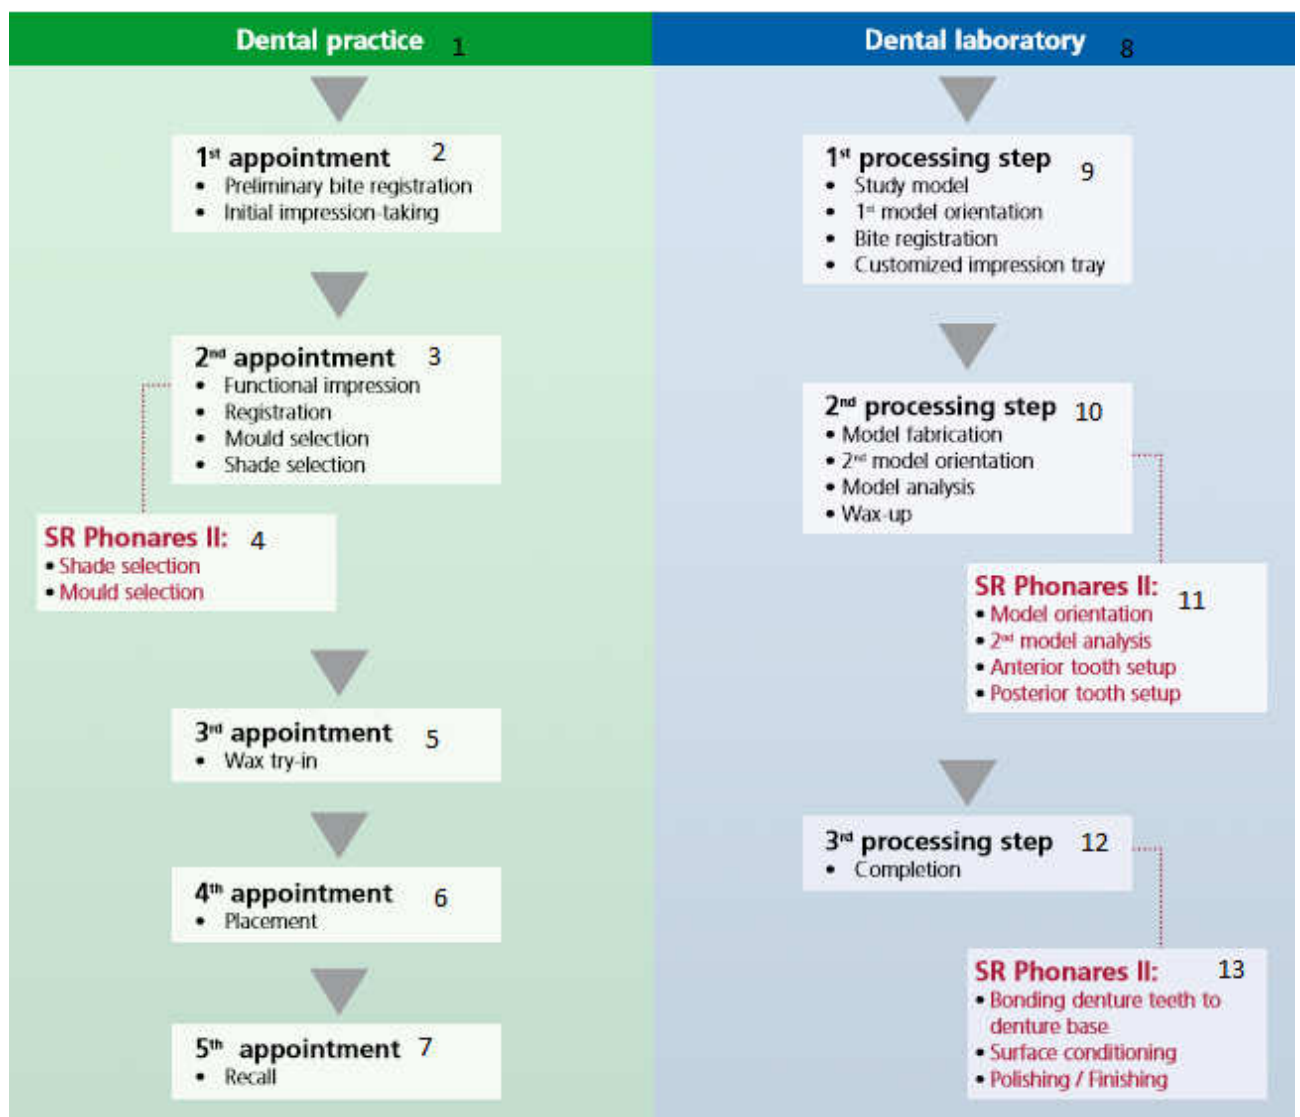 Dental practice 1
1st appointment 2
• Preliminary bite registration
• Initial impression-taking
2nd appointment 3
• Functional impression
• Registration
• Mould selection
• Shade selection
SR Phonares II: 4
• Shade selection
• Mould selection
3rd appointment 5
• Wax try-in
4th appointment 6
• Placement
5th appointment 7
• Recall
Dental laboratory 8
1st processing step 9
• Study model
• 1st model orientation
• Bite registration
• Customized impression tray
2nd processing step 10
• Model fabrication
• 2nd model orientation
• Model analysis
• Wax-up
SR Phonares II: 11
• Model orientation
• 2nd model analysis
• Anterior tooth setup
• Posterior tooth setup
3rd processing step 12
• Completion
SR Phonares II: 13
• Bonding denture teeth to
denture base
• Surface conditioning
• Polishing / Finishing